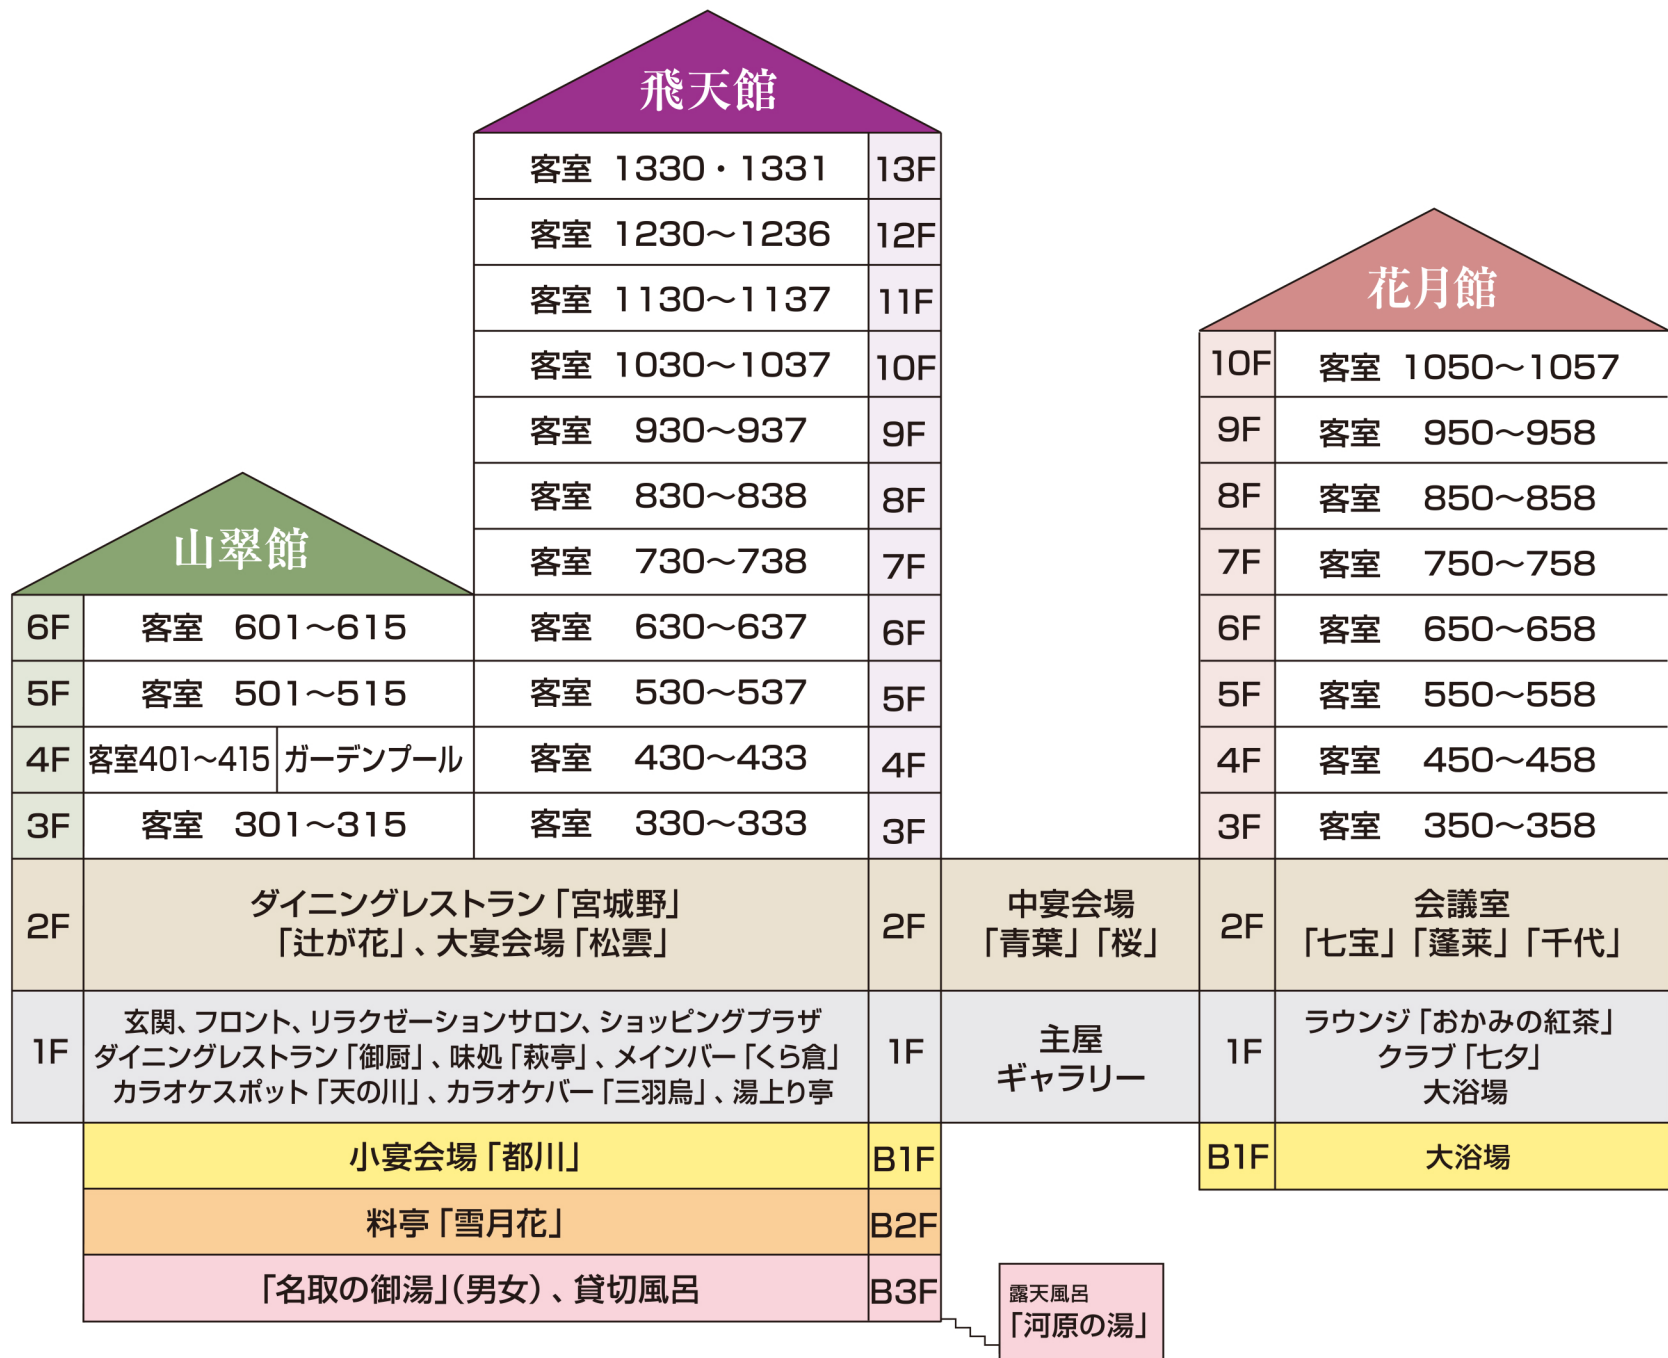 飛天館
客室 1330・1331 13F
客室 1230～1236 12F
客室 1130～1137 11F
客室 1030～1037 10F
客室 930～937 9F
客室 830～838 8F
客室 730～738 7F
客室 630～637 6F
客室 530～537 5F
客室 430～433 4F
客室 330～333 3F
山翠館
6F 客室 601～615
5F 客室 501～515
4F 客室401～415 ガーデンプール
3F 客室 301～315
花月館
10F 客室 1050～1057
9F 客室 950～958
8F 客室 850～858
7F 客室 750～758
6F 客室 650～658
5F 客室 550～558
4F 客室 450～458
3F 客室 350～358
2F
ダイニングレストラン「宮城野」
「辻が花」、大宴会場「松雲」
2F
中宴会場
「青葉」「桜」
2F
会議室
「七宝」「蓬莱」「千代」
1F
玄関、フロント、リラクゼーションサロン、ショッピングプラザ
ダイニングレストラン「御厨」、味処「萩亭」、メインバー「くら倉」
カラオケスポット「天の川」、カラオケバー「三羽烏」、湯上り亭
1F
主屋
ギャラリー
1F
ラウンジ「おかみの紅茶」
クラブ「七夕」
大浴場
小宴会場「都川」 B1F
B1F 大浴場
料亭「雪月花」 B2F
「名取の御湯」(男女)、貸切風呂 B3F
露天風呂
「河原の湯」